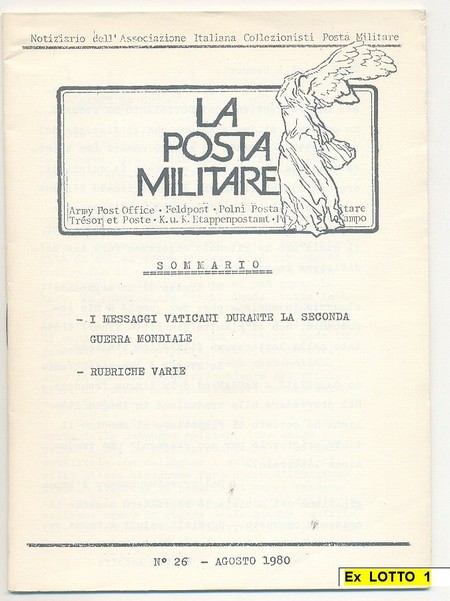 Notiziario dell'Associazione Italiana Collezionisti Posta Militare
LA
POSTA
MILITARE
Army Post Office • Feldpost • Polni Posta
Trésor et Poste • K.u.K. Etappenpostamt •
SOMMARIO
- I MESSAGGI VATICANI DURANTE LA SECONDA
GUERRA MONDIALE
- RUBRICHE VARIE
N° 26 - AGOSTO 1980
Ex LOTTO 1